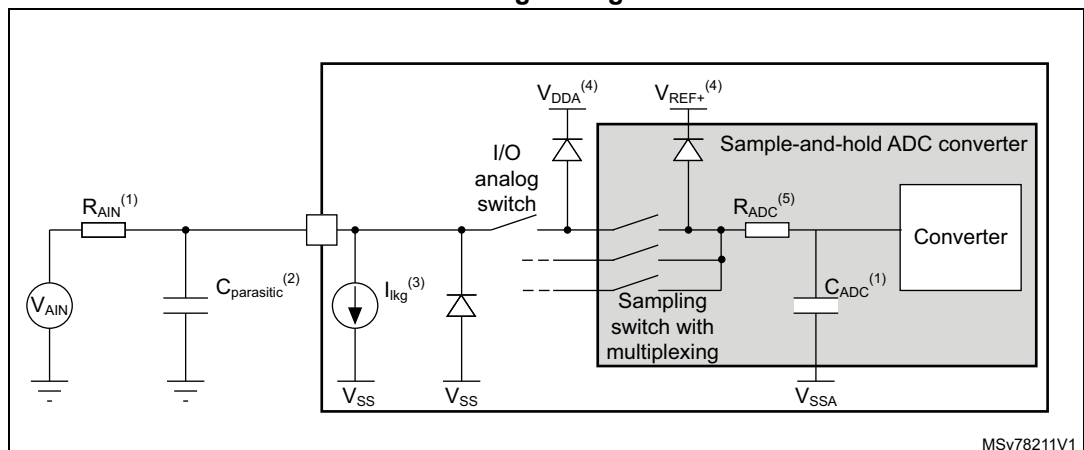 V_DDA^(4)
V_REF+^(4)
Sample-and-hold ADC converter
I/O
analog
switch
R_AIN^(1)
R_ADC^(5)
Converter
C_parasitic^(2)
I_lkg^(3)
V_AIN
C_ADC^(1)
Sampling
switch with
multiplexing
V_SS
V_SS
V_SSA
MSv78211V1